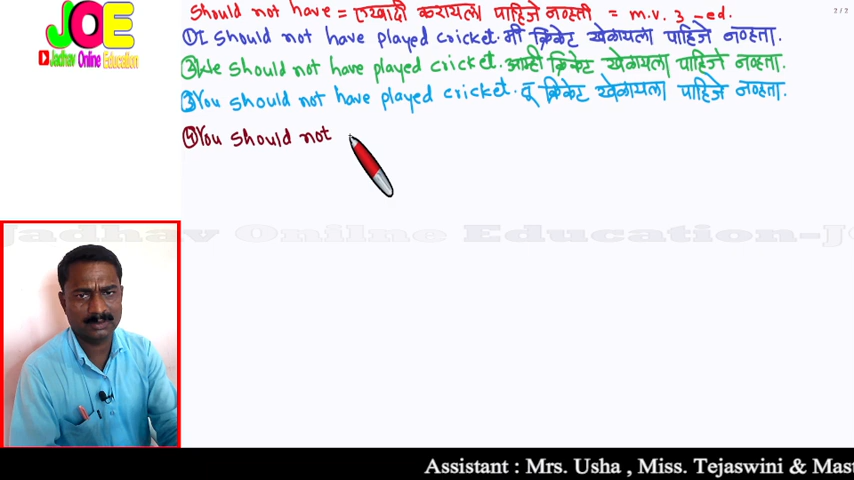 JOE
Jadhav Online Education
2/2
Should not have = एखादी करायला पाहिजे नव्हती = m.v. 3 -ed.
① I should not have played cricket. मी क्रिकेट खेळायला पाहिजे नव्हता.
② We should not have played cricket. आम्ही क्रिकेट खेळायला पाहिजे नव्हता.
③ You should not have played cricket. तू क्रिकेट खेळायला पाहिजे नव्हता.
④ You should not
Jadhav Onilne Education-J
Assistant : Mrs. Usha , Miss. Tejaswini & Mast